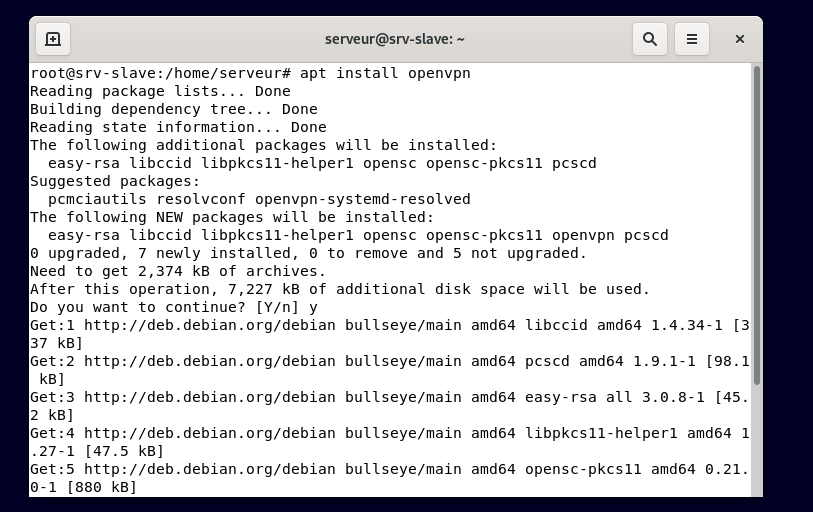 serveur@srv-slave: ~
root@srv-slave:/home/serveur# apt install openvpn
Reading package lists... Done
Building dependency tree... Done
Reading state information... Done
The following additional packages will be installed:
  easy-rsa libccid libpkcs11-helper1 opensc opensc-pkcs11 pcscd
Suggested packages:
  pcmciautils resolvconf openvpn-systemd-resolved
The following NEW packages will be installed:
  easy-rsa libccid libpkcs11-helper1 opensc opensc-pkcs11 openvpn pcscd
0 upgraded, 7 newly installed, 0 to remove and 5 not upgraded.
Need to get 2,374 kB of archives.
After this operation, 7,227 kB of additional disk space will be used.
Do you want to continue? [Y/n] y
Get:1 http://deb.debian.org/debian bullseye/main amd64 libccid amd64 1.4.34-1 [3
37 kB]
Get:2 http://deb.debian.org/debian bullseye/main amd64 pcscd amd64 1.9.1-1 [98.1
 kB]
Get:3 http://deb.debian.org/debian bullseye/main amd64 easy-rsa all 3.0.8-1 [45.
2 kB]
Get:4 http://deb.debian.org/debian bullseye/main amd64 libpkcs11-helper1 amd64 1
.27-1 [47.5 kB]
Get:5 http://deb.debian.org/debian bullseye/main amd64 opensc-pkcs11 amd64 0.21.
0-1 [880 kB]